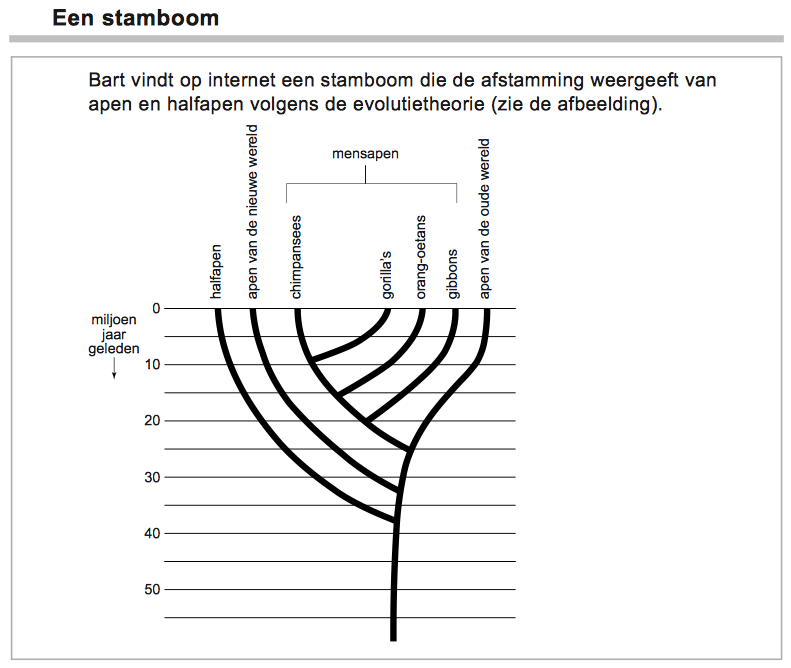 Een stamboom
Bart vindt op internet een stamboom die de afstamming weergeeft van
apen en halfapen volgens de evolutietheorie (zie de afbeelding).
mensapen
halfapen
apen van de nieuwe wereld
chimpansees
gorilla's
orang-oetans
gibbons
apen van de oude wereld
miljoen
jaar
geleden
0
10
20
30
40
50